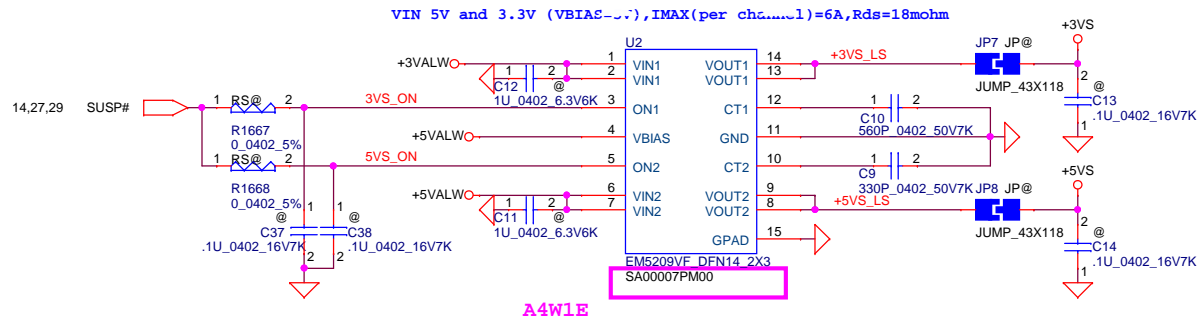 VIN 5V and 3.3V (VBIAS=5V),IMAX(per channel)=6A,Rds=18mohm
+3VS
U2
JP7 JP@
+3VALW
1 VIN1 VOUT1 14 +3VS_LS
1 2 2 VIN1 VOUT1 13
C12 @
1U_0402_6.3V6K
JUMP_43X118
2 @
C13
.1U_0402_16V7K
1
14,27,29 SUSP#
1 RS@ 2 3VS_ON 3 ON1 CT1 12 1 2
R1667
0_0402_5%
C10
560P_0402_50V7K
+5VALW 4 VBIAS GND 11
1 RS@ 2 5VS_ON 5 ON2 CT2 10 1 2
R1668
0_0402_5%
C9
330P_0402_50V7K
+5VS
+5VALW 6 VIN2 VOUT2 9
1 2 7 VIN2 VOUT2 8 +5VS_LS
JP8 JP@
C11 @
1U_0402_6.3V6K
JUMP_43X118
@ 1 1 @
C37 C38
.1U_0402_16V7K .1U_0402_16V7K
2 2
GPAD 15
2 @
C14
.1U_0402_16V7K
1
EM5209VF_DFN14_2X3
SA00007PM00
A4W1E